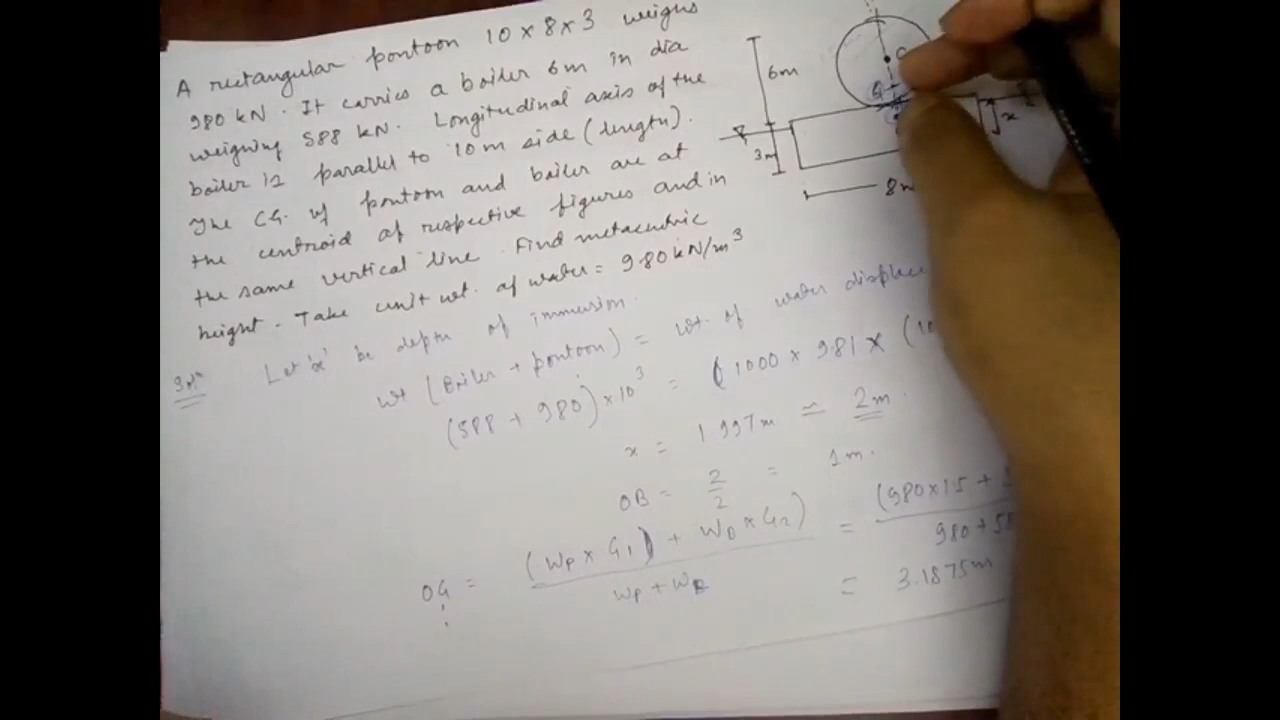 A rectangular pontoon 10 x 8 x 3 weighs
980 kN. It carries a boiler 6m in dia
weighing 588 kN. Longitudinal axis of the
boiler is parallel to 10m side (length).
The CG. of pontoon and boiler are at
the centroid of respective figures and in
the same vertical line. Find metacentric
height. Take unit wt. of water = 9.80 kN/m³
6m
3m
8m
x
Let 'x' be depth of immersion.
wt (Boiler + pontoon) = wt. of water displace
(588 + 980) x 10³ = (1000 x 9.81 x (10
x = 1.997m ≃ 2m.
OB = 2/2 = 1m.
OG = (Wp x G1) + WB x G2) / Wp + WB = (980 x 1.5 + / 980 + 58
= 3.1875m